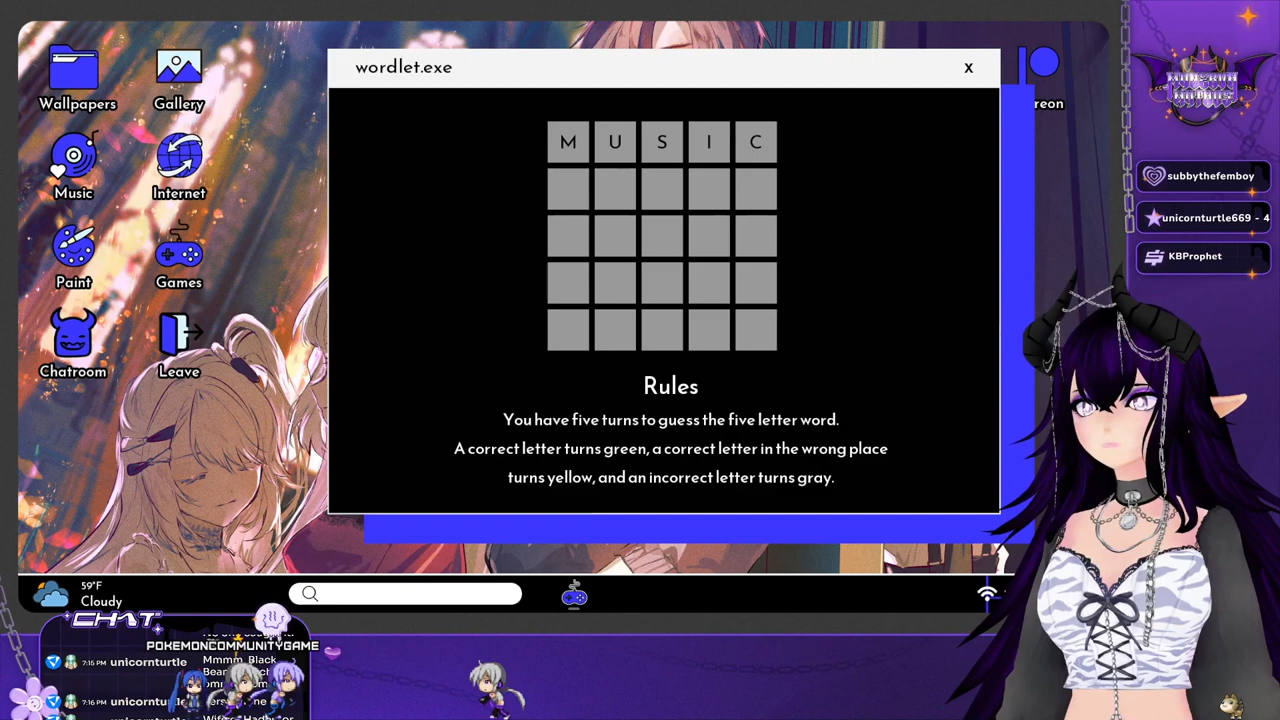 Wallpapers
Gallery
Music
Internet
Paint
Games
Chatroom
Leave
wordlet.exe
X
M U S I C
Rules
You have five turns to guess the five letter word.
A correct letter turns green, a correct letter in the wrong place
turns yellow, and an incorrect letter turns gray.
reon
subbythefemboy
unicornturtle669 - 4
KBProphet
59°F
Cloudy
CHAT
POKEMONCOMMUNITYGAME
7:15 PM unicornturtle
Mmmm, Black
7:16 PM